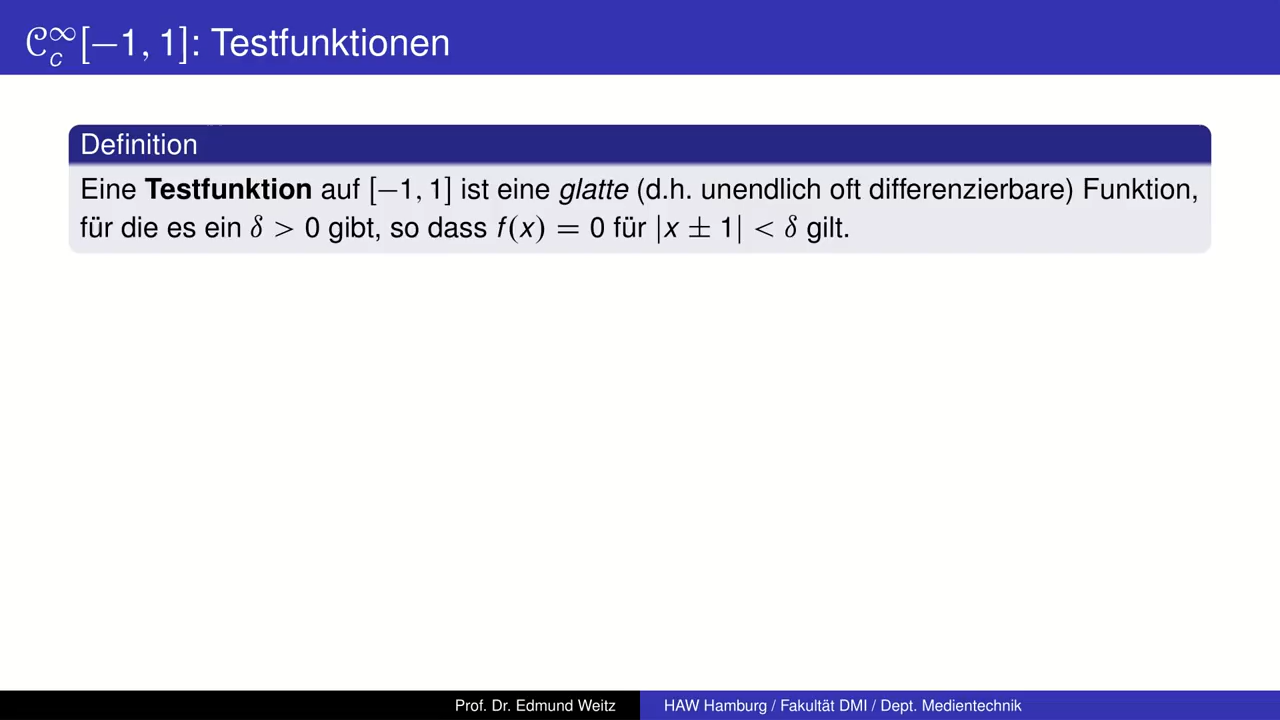 𝒞_c^∞[−1, 1]: Testfunktionen
Definition
Eine Testfunktion auf [−1, 1] ist eine glatte (d.h. unendlich oft differenzierbare) Funktion,
für die es ein δ > 0 gibt, so dass f(x) = 0 für |x ± 1| < δ gilt.
Prof. Dr. Edmund Weitz
HAW Hamburg / Fakultät DMI / Dept. Medientechnik